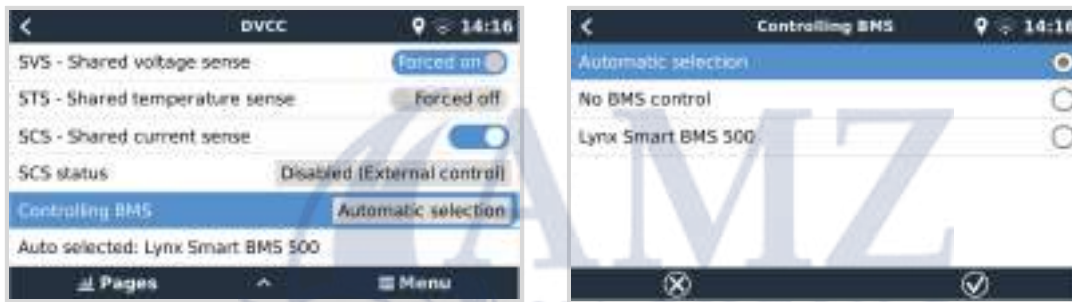 DVCC 14:16
SVS - Shared voltage sense Forced on
STS - Shared temperature sense Forced off
SCS - Shared current sense
SCS status Disabled (External control)
Controlling BMS Automatic selection
Auto selected: Lynx Smart BMS 500
Pages Menu
Controlling BMS 14:16
Automatic selection
No BMS control
Lynx Smart BMS 500
AMZ